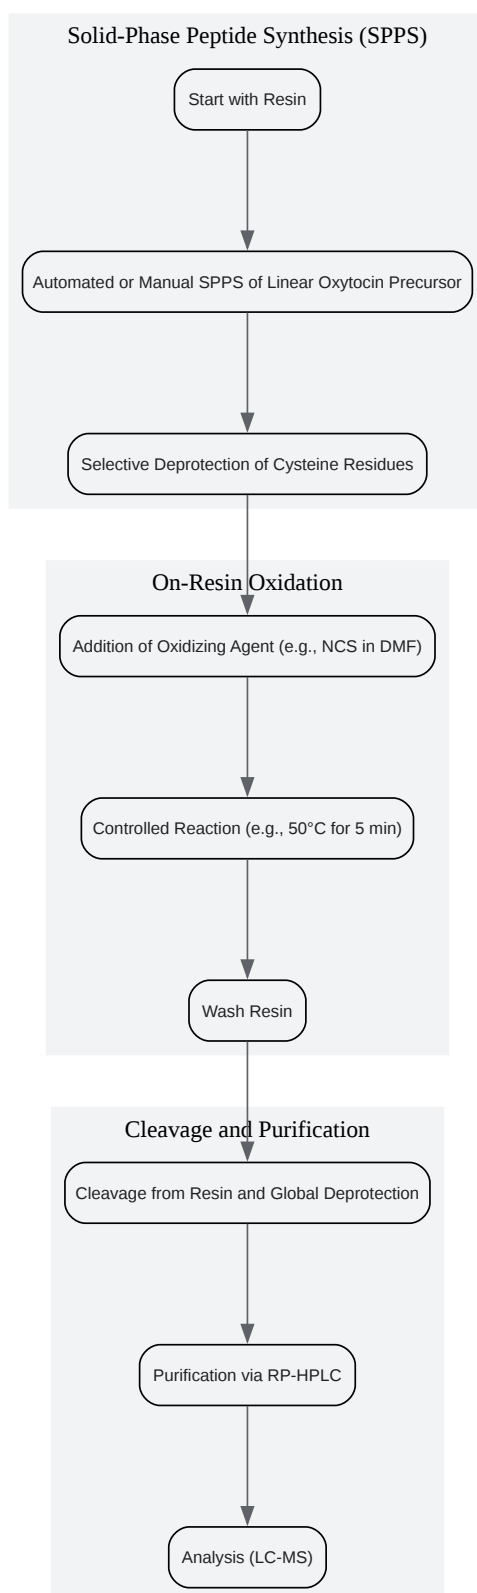 Solid-Phase Peptide Synthesis (SPPS)
Start with Resin
Automated or Manual SPPS of Linear Oxytocin Precursor
Selective Deprotection of Cysteine Residues
On-Resin Oxidation
Addition of Oxidizing Agent (e.g., NCS in DMF)
Controlled Reaction (e.g., 50°C for 5 min)
Wash Resin
Cleavage and Purification
Cleavage from Resin and Global Deprotection
Purification via RP-HPLC
Analysis (LC-MS)